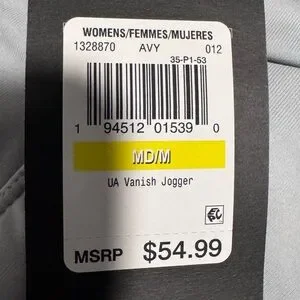 WOMENS/FEMMES/MUJERES
1328870 AVY 012
35-P1-53
1 94512 01539 0
MD/M
UA Vanish Jogger
MSRP $54.99